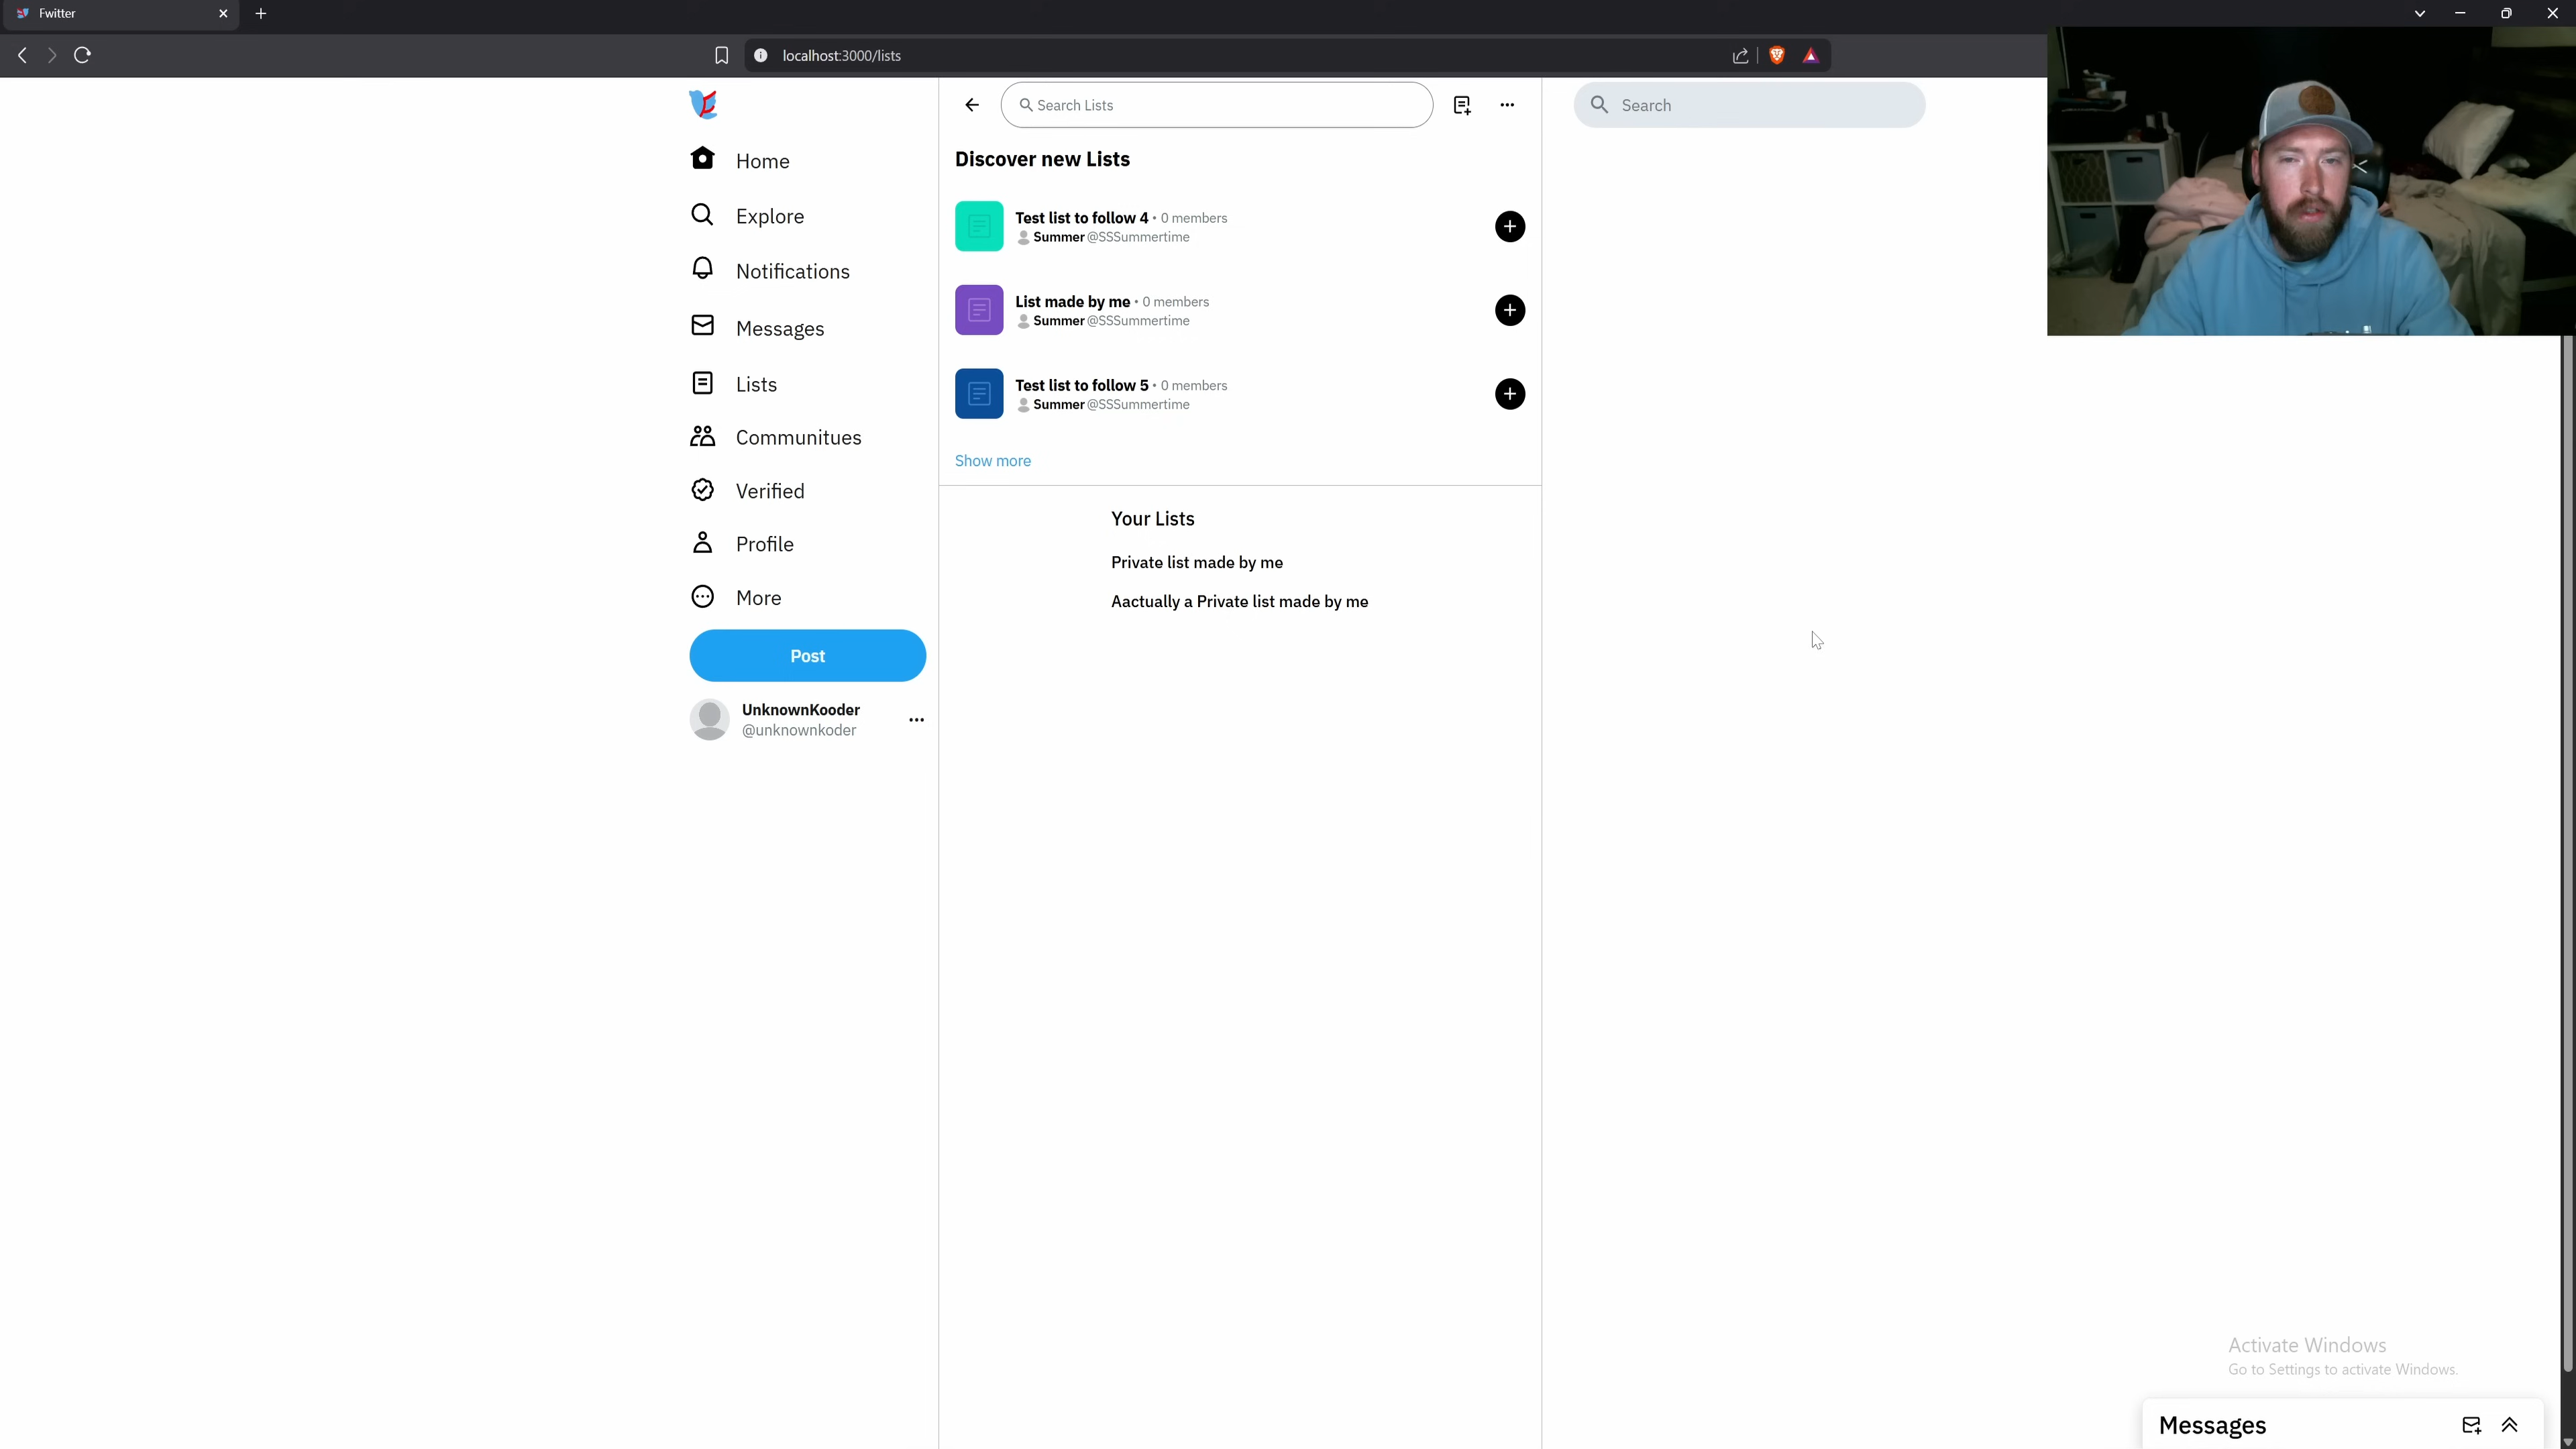 Fwitter
localhost:3000/lists
Search Lists
Search
Home
Explore
Notifications
Messages
Lists
Communitues
Verified
Profile
More
Post
UnknownKooder
@unknownkoder
Discover new Lists
Test list to follow 4 • 0 members
Summer @SSSummertime
List made by me • 0 members
Summer @SSSummertime
Test list to follow 5 • 0 members
Summer @SSSummertime
Show more
Your Lists
Private list made by me
Aactually a Private list made by me
Activate Windows
Go to Settings to activate Windows.
Messages